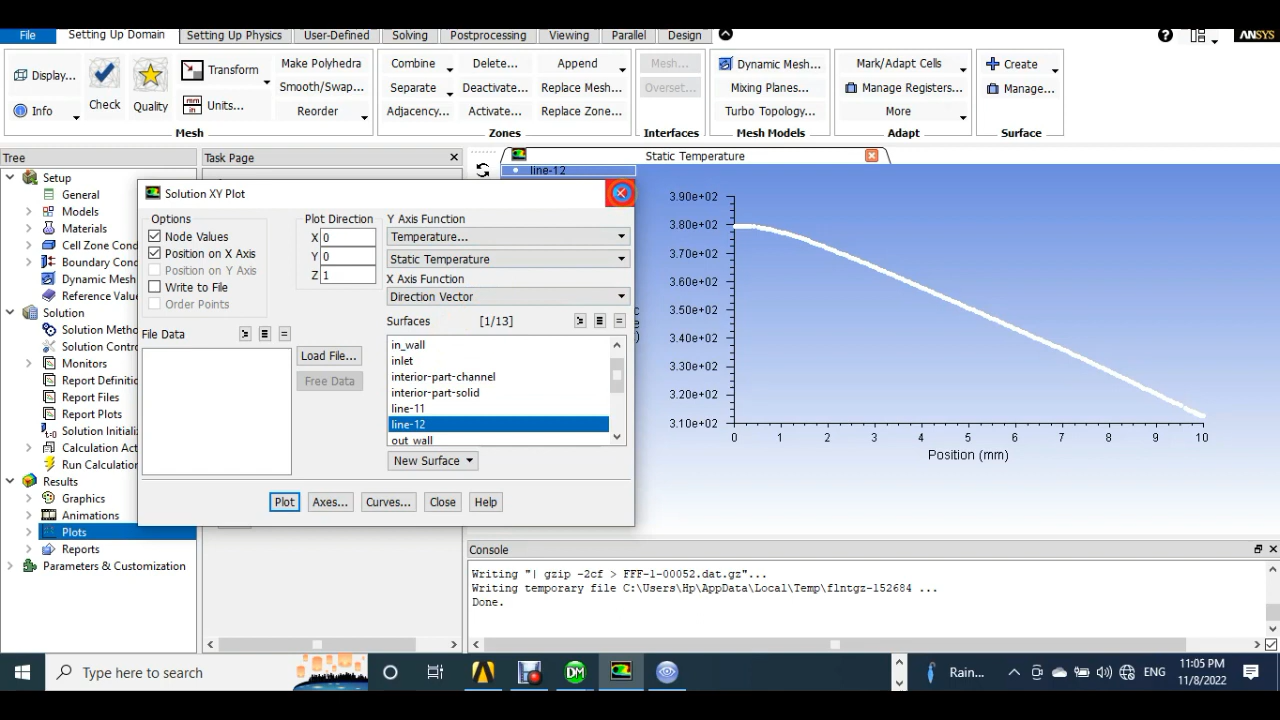 File Setting Up Domain Setting Up Physics User-Defined Solving Postprocessing Viewing Parallel Design ANSYS
Display... Check Quality Transform Make Polyhedra
Smooth/Swap...
Info Units... Reorder
Mesh
Combine Delete... Append
Separate Deactivate... Replace Mesh...
Adjacency... Activate... Replace Zone...
Zones
Mesh...
Overset...
Interfaces
Dynamic Mesh...
Mixing Planes...
Turbo Topology...
Mesh Models
Mark/Adapt Cells
Manage Registers...
More
Adapt
Create
Manage...
Surface
Tree
Setup
General
Models
Materials
Cell Zone Cond
Boundary Cond
Dynamic Mesh
Reference Valu
Solution
Solution Metho
Solution Contro
Monitors
Report Definitio
Report Files
Report Plots
Solution Initializ
Calculation Act
Run Calculation
Results
Graphics
Animations
Plots
Reports
Parameters & Customization
Task Page
Solution XY Plot
Options
Node Values
Position on X Axis
Position on Y Axis
Write to File
Order Points
Plot Direction
X 0
Y 0
Z 1
Y Axis Function
Temperature...
Static Temperature
X Axis Function
Direction Vector
File Data
Load File...
Free Data
Surfaces [1/13]
in_wall
inlet
interior-part-channel
interior-part-solid
line-11
line-12
out_wall
New Surface
Plot Axes... Curves... Close Help
Static Temperature
line-12
3.90e+02
3.80e+02
3.70e+02
3.60e+02
3.50e+02
3.40e+02
3.30e+02
3.20e+02
3.10e+02
0 1 2 3 4 5 6 7 8 9 10
Position (mm)
Console
Writing "| gzip -2cf > FFF-1-00052.dat.gz"...
Writing temporary file C:\Users\Hp\AppData\Local\Temp\flntgz-152684 ...
Done.
Type here to search
DM
Rain...
ENG
11:05 PM
11/8/2022